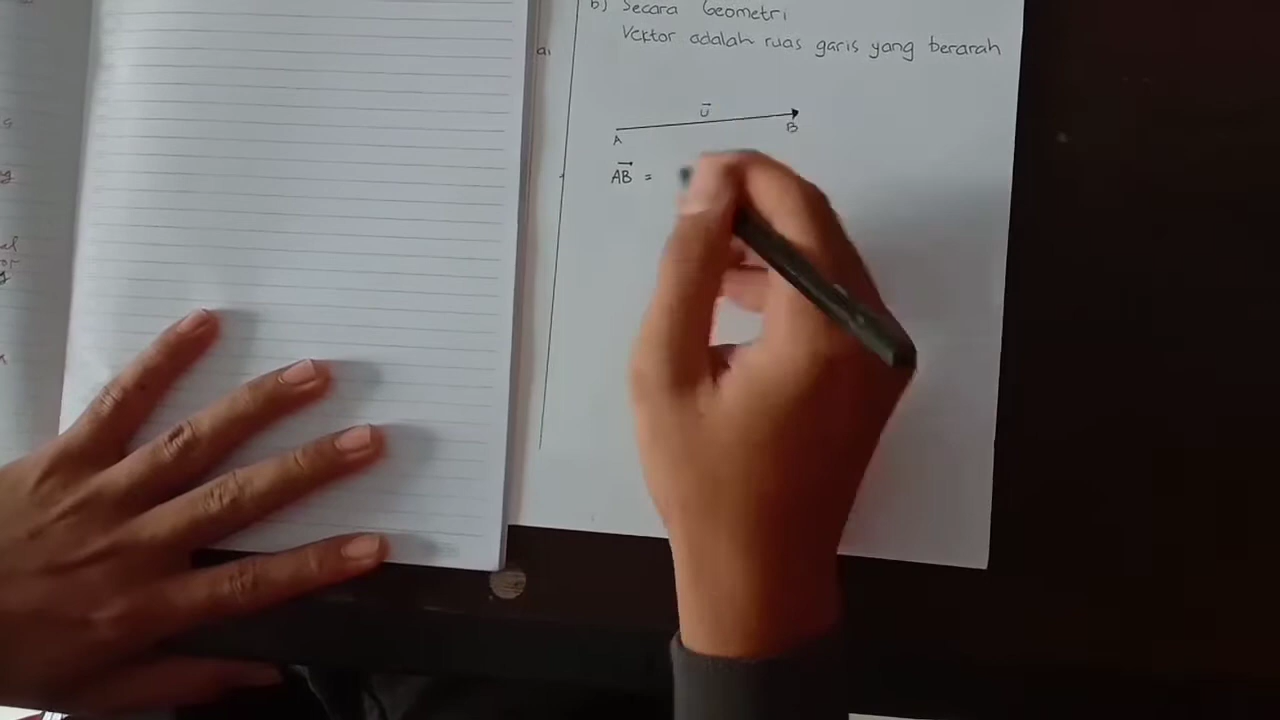 b) Secara Geometri
Vektor adalah ruas garis yang berarah
a,
u⃗
A
B
AB⃗ =